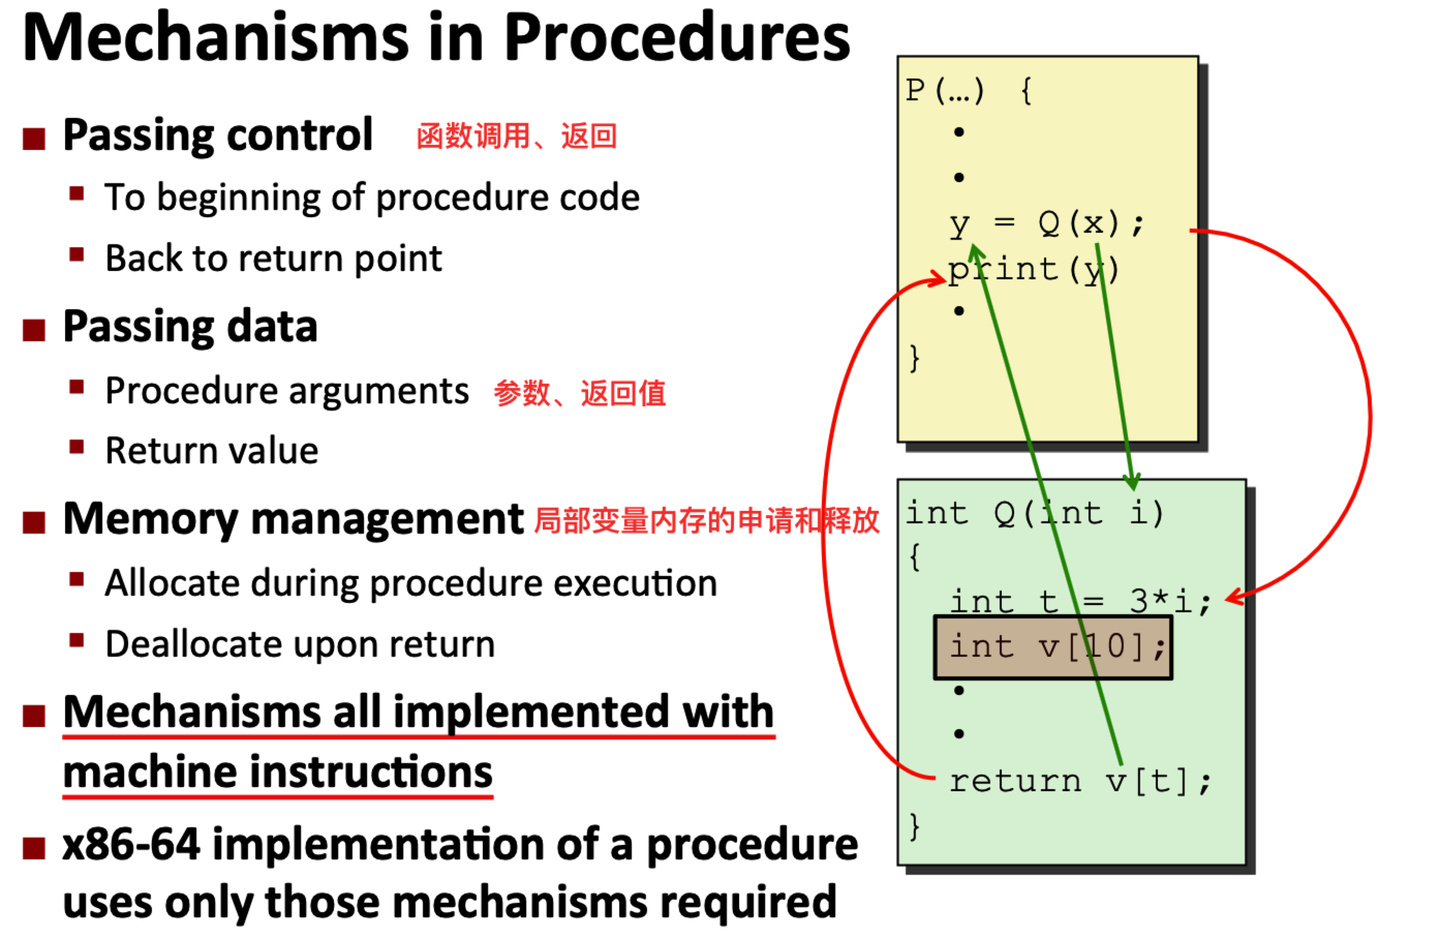 Mechanisms in Procedures
Passing control 函数调用、返回
To beginning of procedure code
Back to return point
Passing data
Procedure arguments 参数、返回值
Return value
Memory management 局部变量内存的申请和释放
Allocate during procedure execution
Deallocate upon return
Mechanisms all implemented with
machine instructions
x86-64 implementation of a procedure
uses only those mechanisms required
P(…) {
•
•
y = Q(x);
print(y)
•
}
int Q(int i)
{
int t = 3*i;
int v[10];
•
•
return v[t];
}